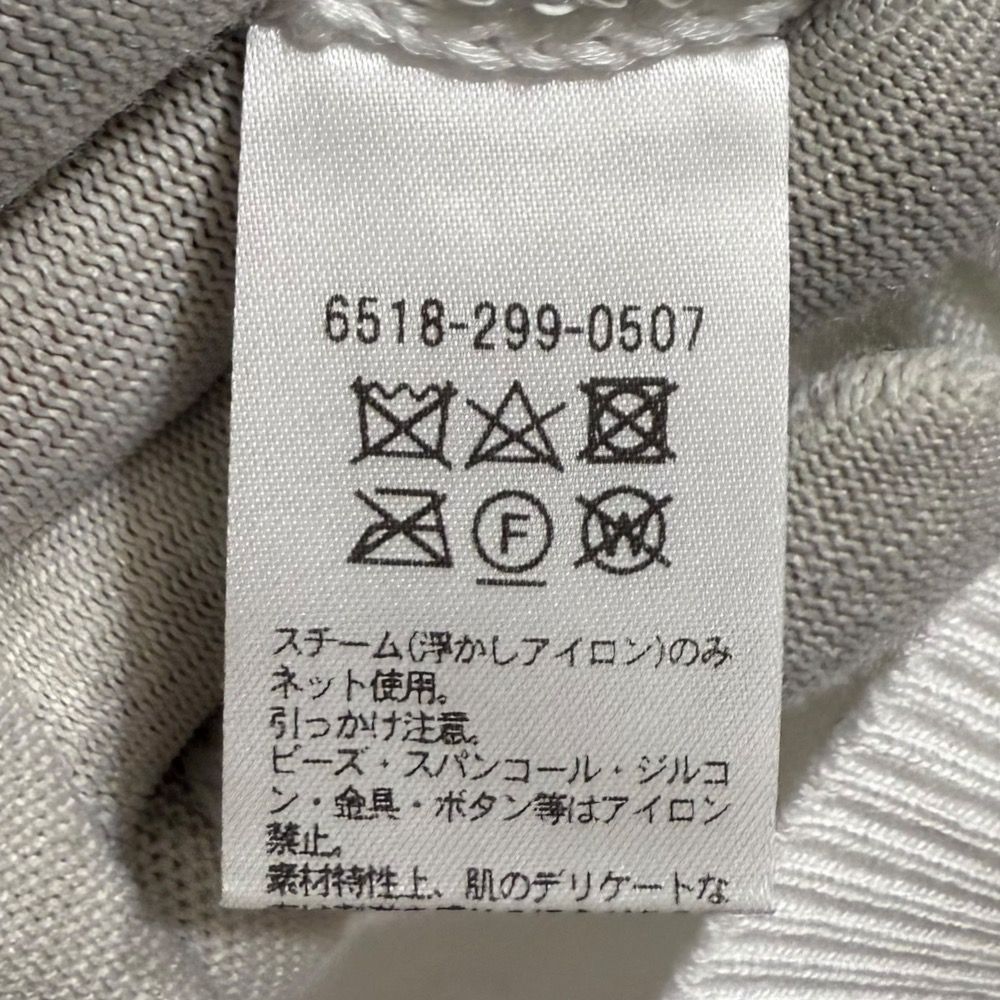 6518-299-0507
F
W
スチーム(浮かしアイロン)のみ
ネット使用。
引っかけ注意。
ビーズ・スパンコール・ジルコ
ン・金具・ボタン等はアイロン
禁止。
素材特性上、肌のデリケートな